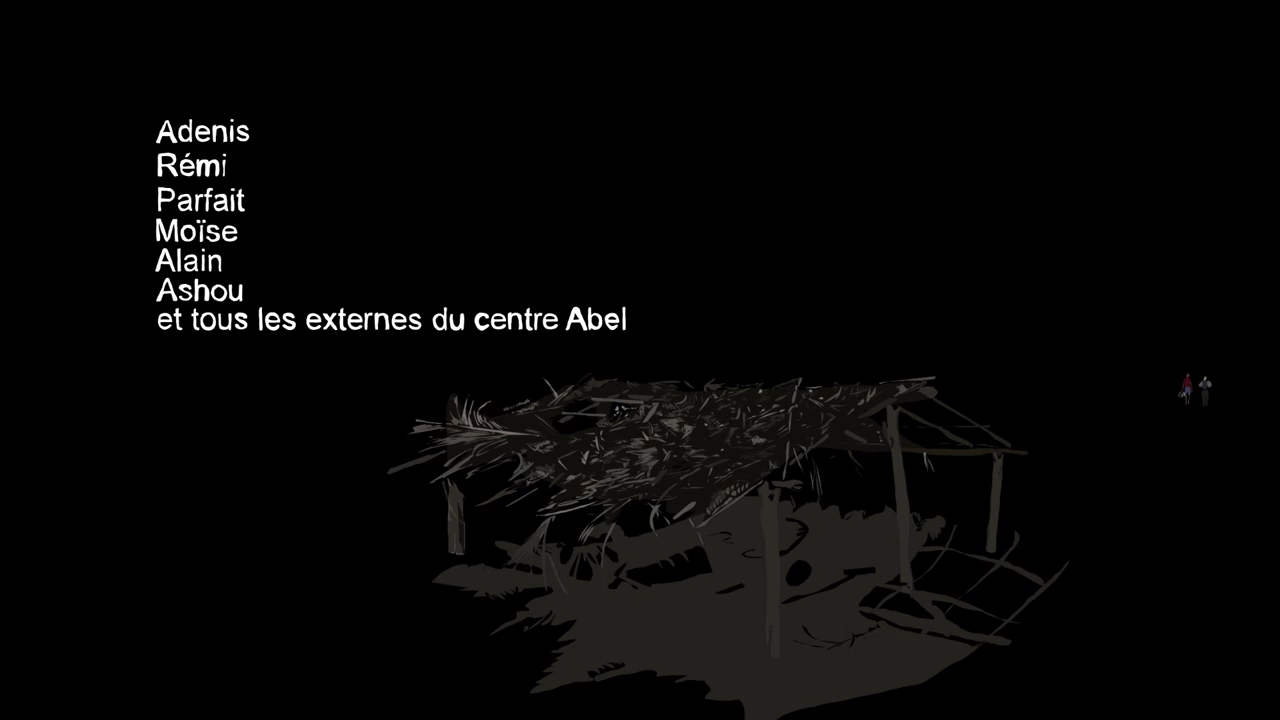 Adenis
Rémi
Parfait
Moïse
Alain
Ashou
et tous les externes du centre Abel